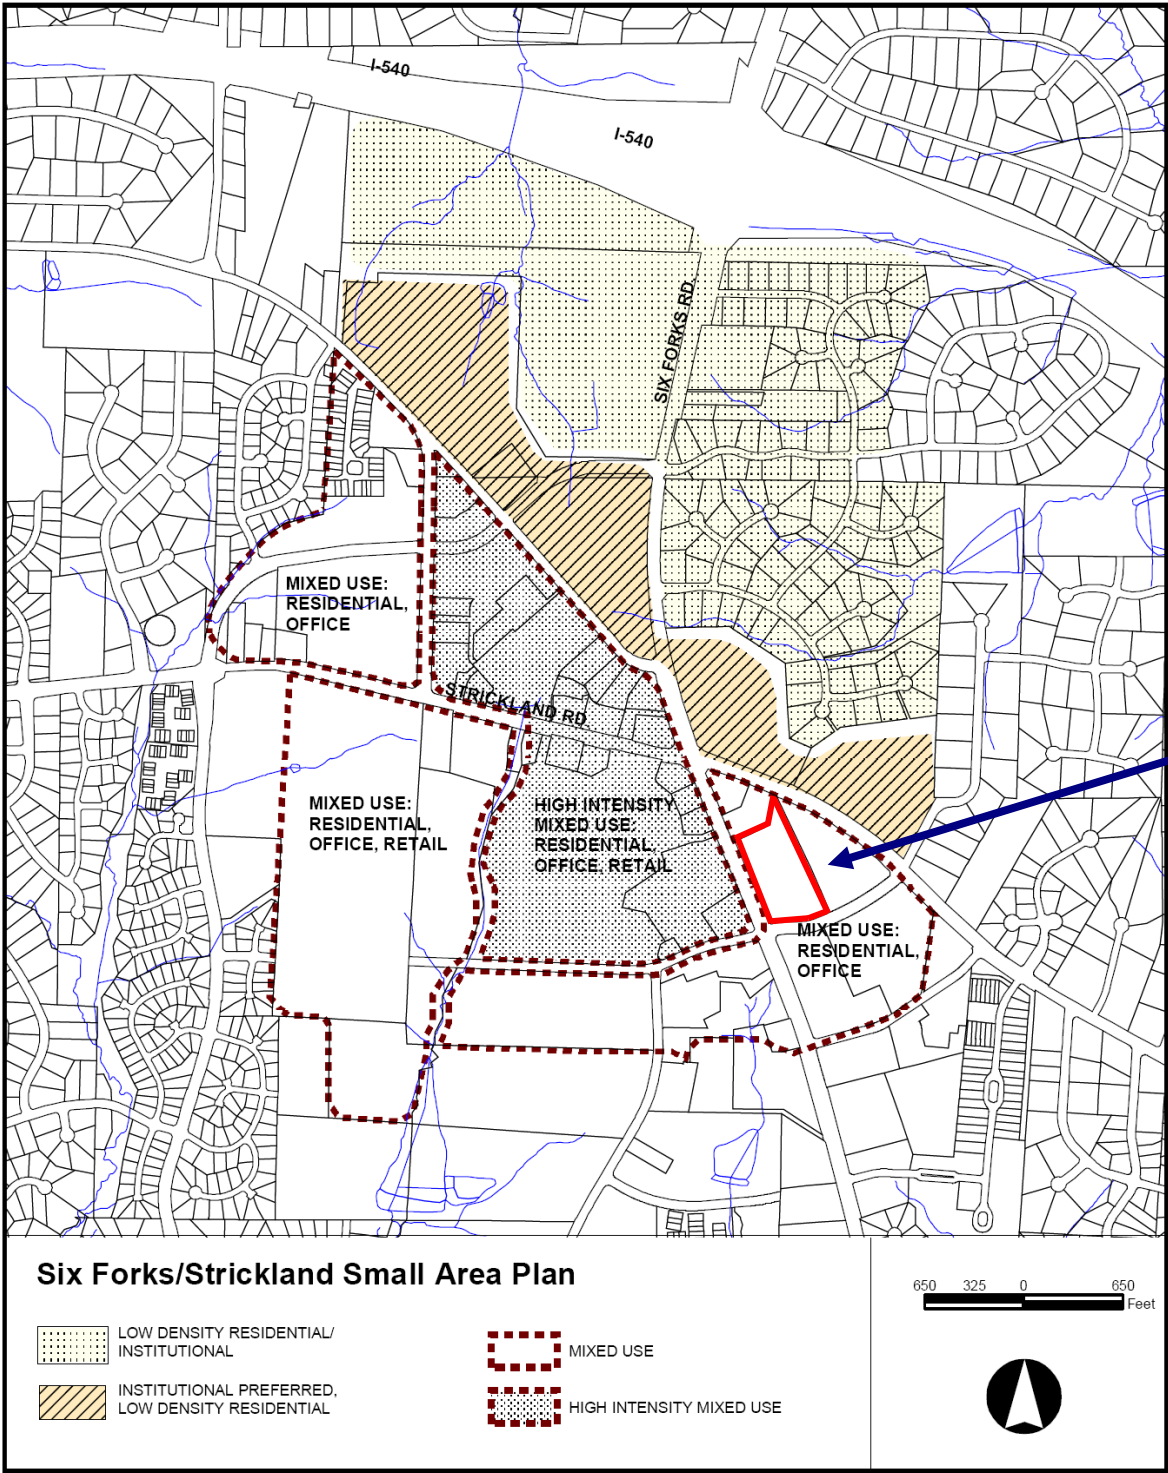 I-540
I-540
SIX FORKS RD
MIXED USE:
RESIDENTIAL,
OFFICE
STRICKLAND RD
MIXED USE:
RESIDENTIAL,
OFFICE, RETAIL
HIGH INTENSITY
MIXED USE:
RESIDENTIAL,
OFFICE, RETAIL
MIXED USE:
RESIDENTIAL,
OFFICE
Six Forks/Strickland Small Area Plan
LOW DENSITY RESIDENTIAL/
INSTITUTIONAL
INSTITUTIONAL PREFERRED,
LOW DENSITY RESIDENTIAL
MIXED USE
HIGH INTENSITY MIXED USE
650 325 0 650
Feet